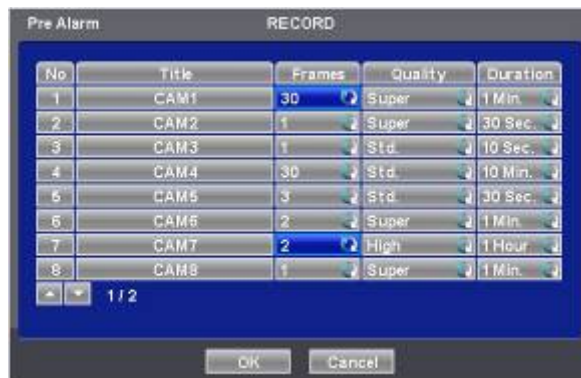 Pre Alarm RECORD
No Title Frames Quality Duration
1 CAM1 30 Super 1 Min.
2 CAM2 1 Super 30 Sec.
3 CAM3 1 Std. 10 Sec.
4 CAM4 30 Std. 10 Min.
5 CAM5 3 Std. 30 Sec.
6 CAM6 2 Super 1 Min.
7 CAM7 2 High 1 Hour
8 CAM8 1 Super 1 Min.
1 / 2
OK Cancel